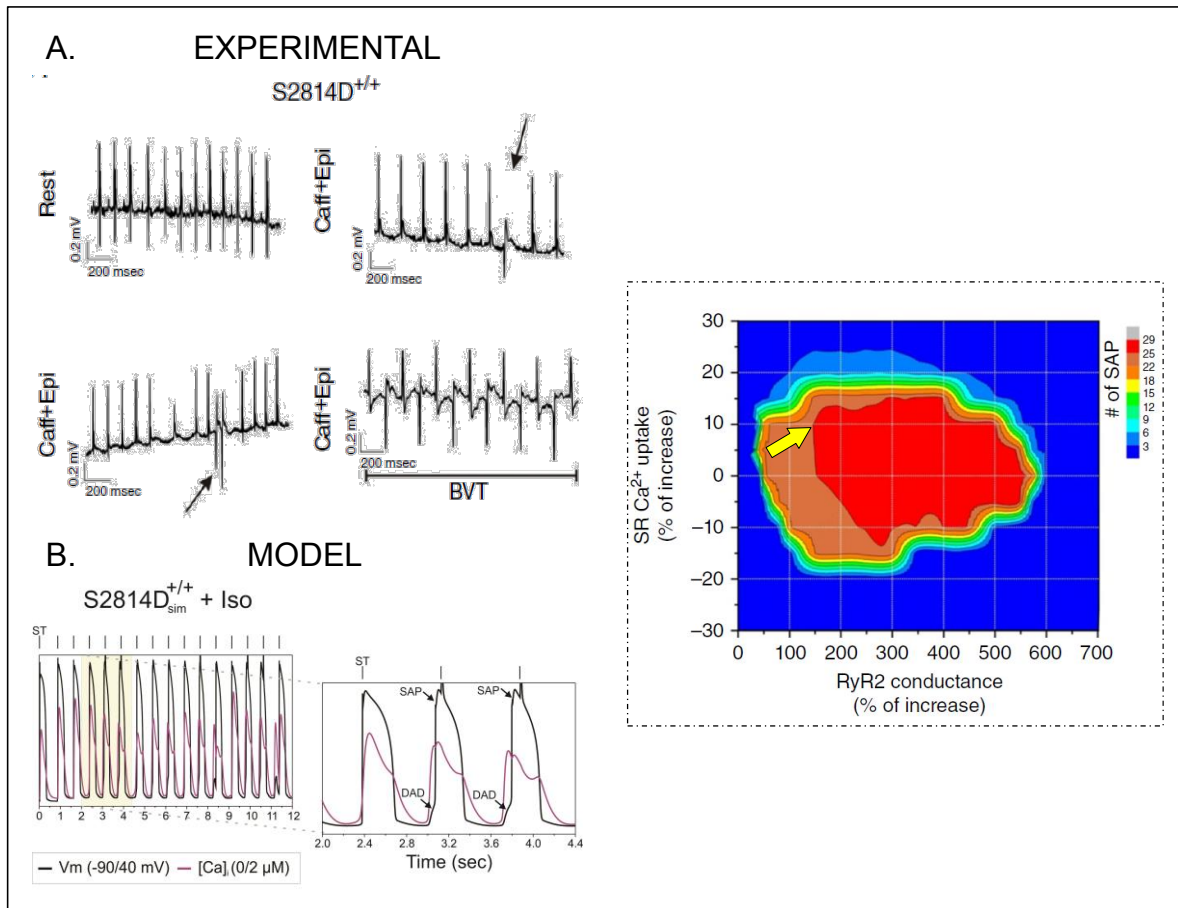 A. EXPERIMENTAL
S2814D+/+
Rest
0.2 mV
200 msec
Caff+Epi
0.2 mV
200 msec
Caff+Epi
0.2 mV
200 msec
Caff+Epi
0.2 mV
200 msec
BVT
B. MODEL
S2814D+/+sim + Iso
ST
0 1 2 3 4 5 6 7 8 9 10 11 12
ST
SAP
SAP
DAD
DAD
2.0 2.4 2.8 3.2 3.6 4.0 4.4
Time (sec)
Vm (-90/40 mV) [Ca]i (0/2 µM)
30
20
10
0
−10
−20
−30
SR Ca2+ uptake
(% of increase)
0 100 200 300 400 500 600 700
RyR2 conductance
(% of increase)
# of SAP
29
25
22
18
15
12
9
6
3